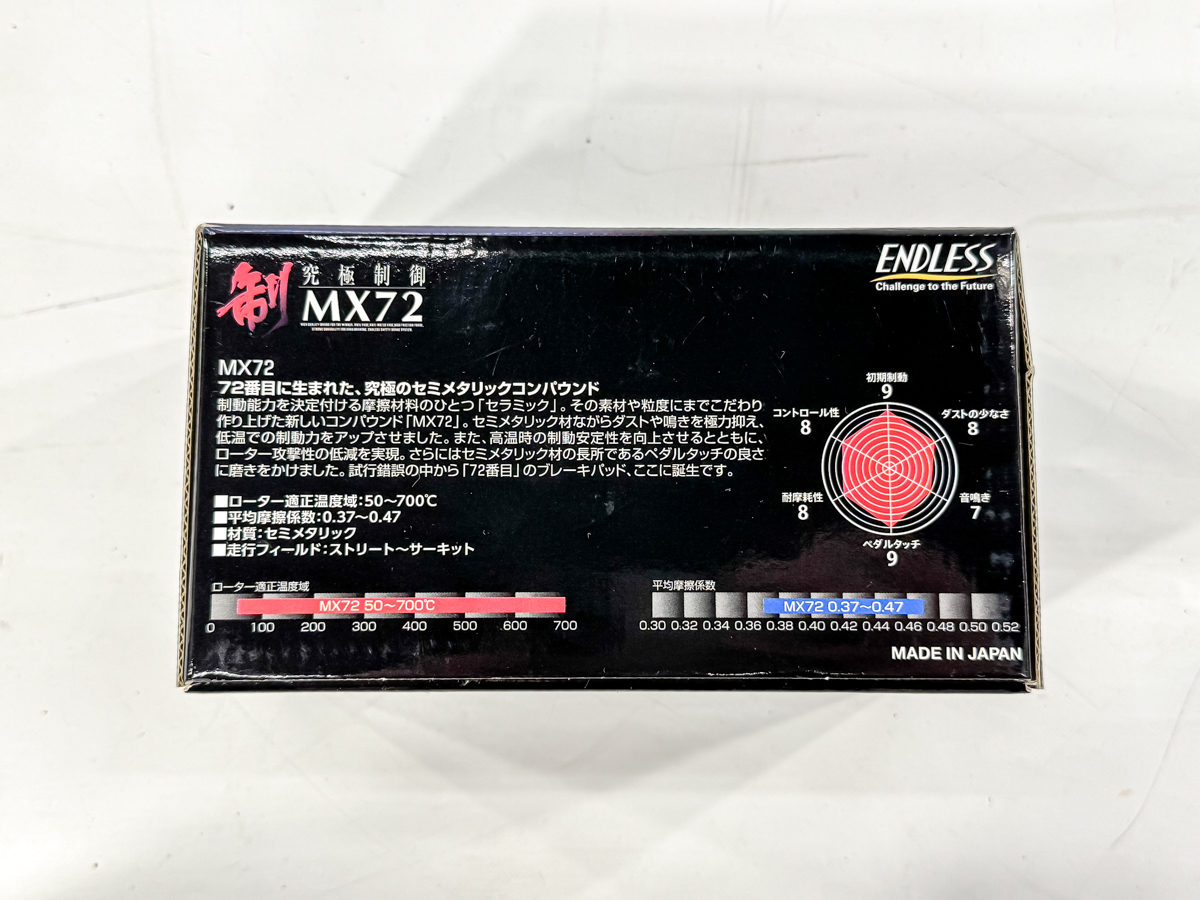 制
究極制御
MX72
ENDLESS
Challenge to the Future
MX72
72番目に生まれた、究極のセミメタリックコンパウンド
制動能力を決定付ける摩擦材料のひとつ「セラミック」。その素材や粒度にまでこだわり
作り上げた新しいコンパウンド「MX72」。セミメタリック材ながらダストや鳴きを極力抑え、
低温での制動力をアップさせました。また、高温時の制動安定性を向上させるとともに、
ローター攻撃性の低減を実現。さらにはセミメタリック材の長所であるペダルタッチの良さ
に磨きをかけました。試行錯誤の中から「72番目」のブレーキパッド、ここに誕生です。
■ローター適正温度域:50〜700℃
■平均摩擦係数:0.37〜0.47
■材質:セミメタリック
■走行フィールド:ストリート〜サーキット
初期制動
9
コントロール性
8
ダストの少なさ
8
耐摩耗性
8
音鳴き
7
ペダルタッチ
9
ローター適正温度域
MX72 50〜700℃
0 100 200 300 400 500 600 700
平均摩擦係数
MX72 0.37〜0.47
0.30 0.32 0.34 0.36 0.38 0.40 0.42 0.44 0.46 0.48 0.50 0.52
MADE IN JAPAN